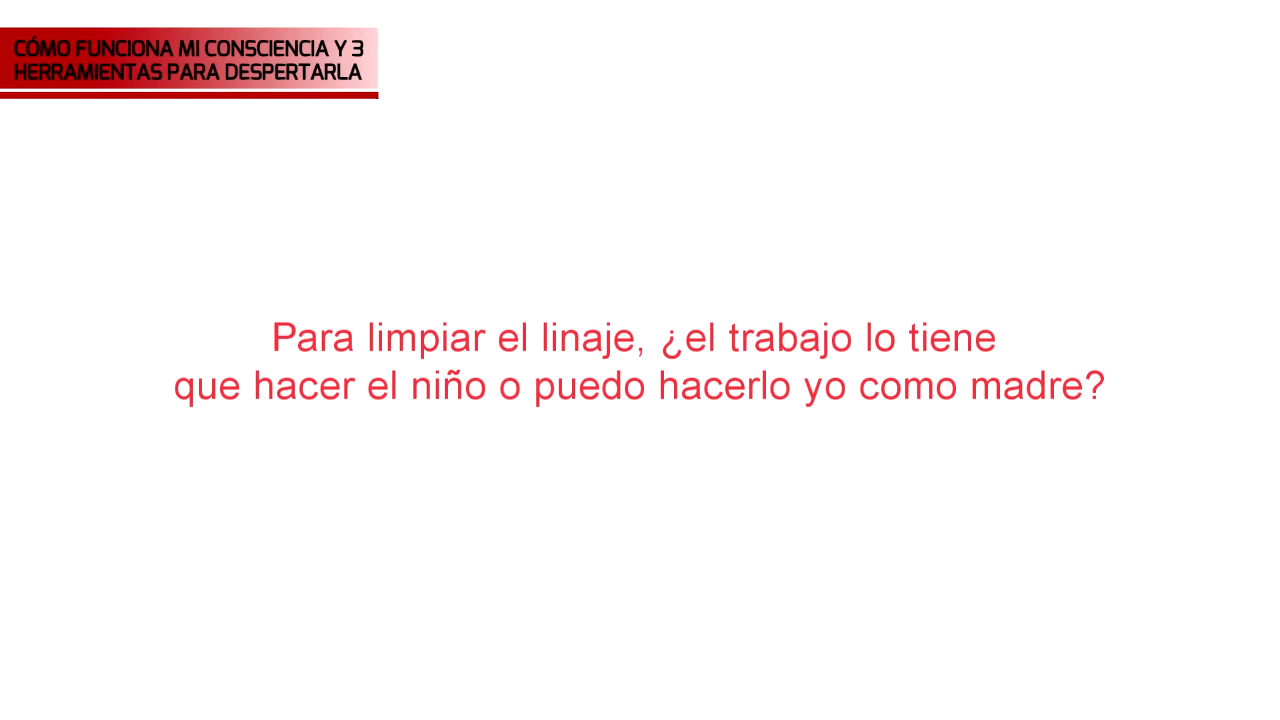 CÓMO FUNCIONA MI CONSCIENCIA Y 3
HERRAMIENTAS PARA DESPERTARLA
Para limpiar el linaje, ¿el trabajo lo tiene
que hacer el niño o puedo hacerlo yo como madre?